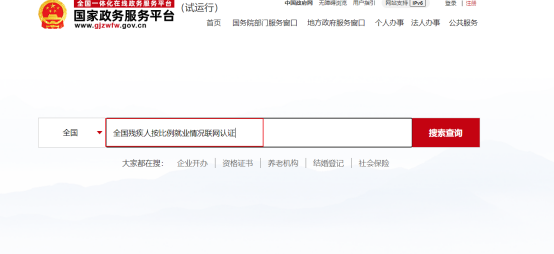 全国一体化在线政务服务平台
国家政务服务平台
(试运行)
www.gjzwfw.gov.cn
中国政府网 无障碍浏览 用户指引 网站支持 IPv6 登录 | 注册
首页 国务院部门服务窗口 地方政府服务窗口 个人办事 法人办事 公共服务
全国 全国残疾人按比例就业情况联网认证 搜索查询
大家都在搜: 企业开办 | 资格证书 | 养老机构 | 结婚登记 | 社会保险